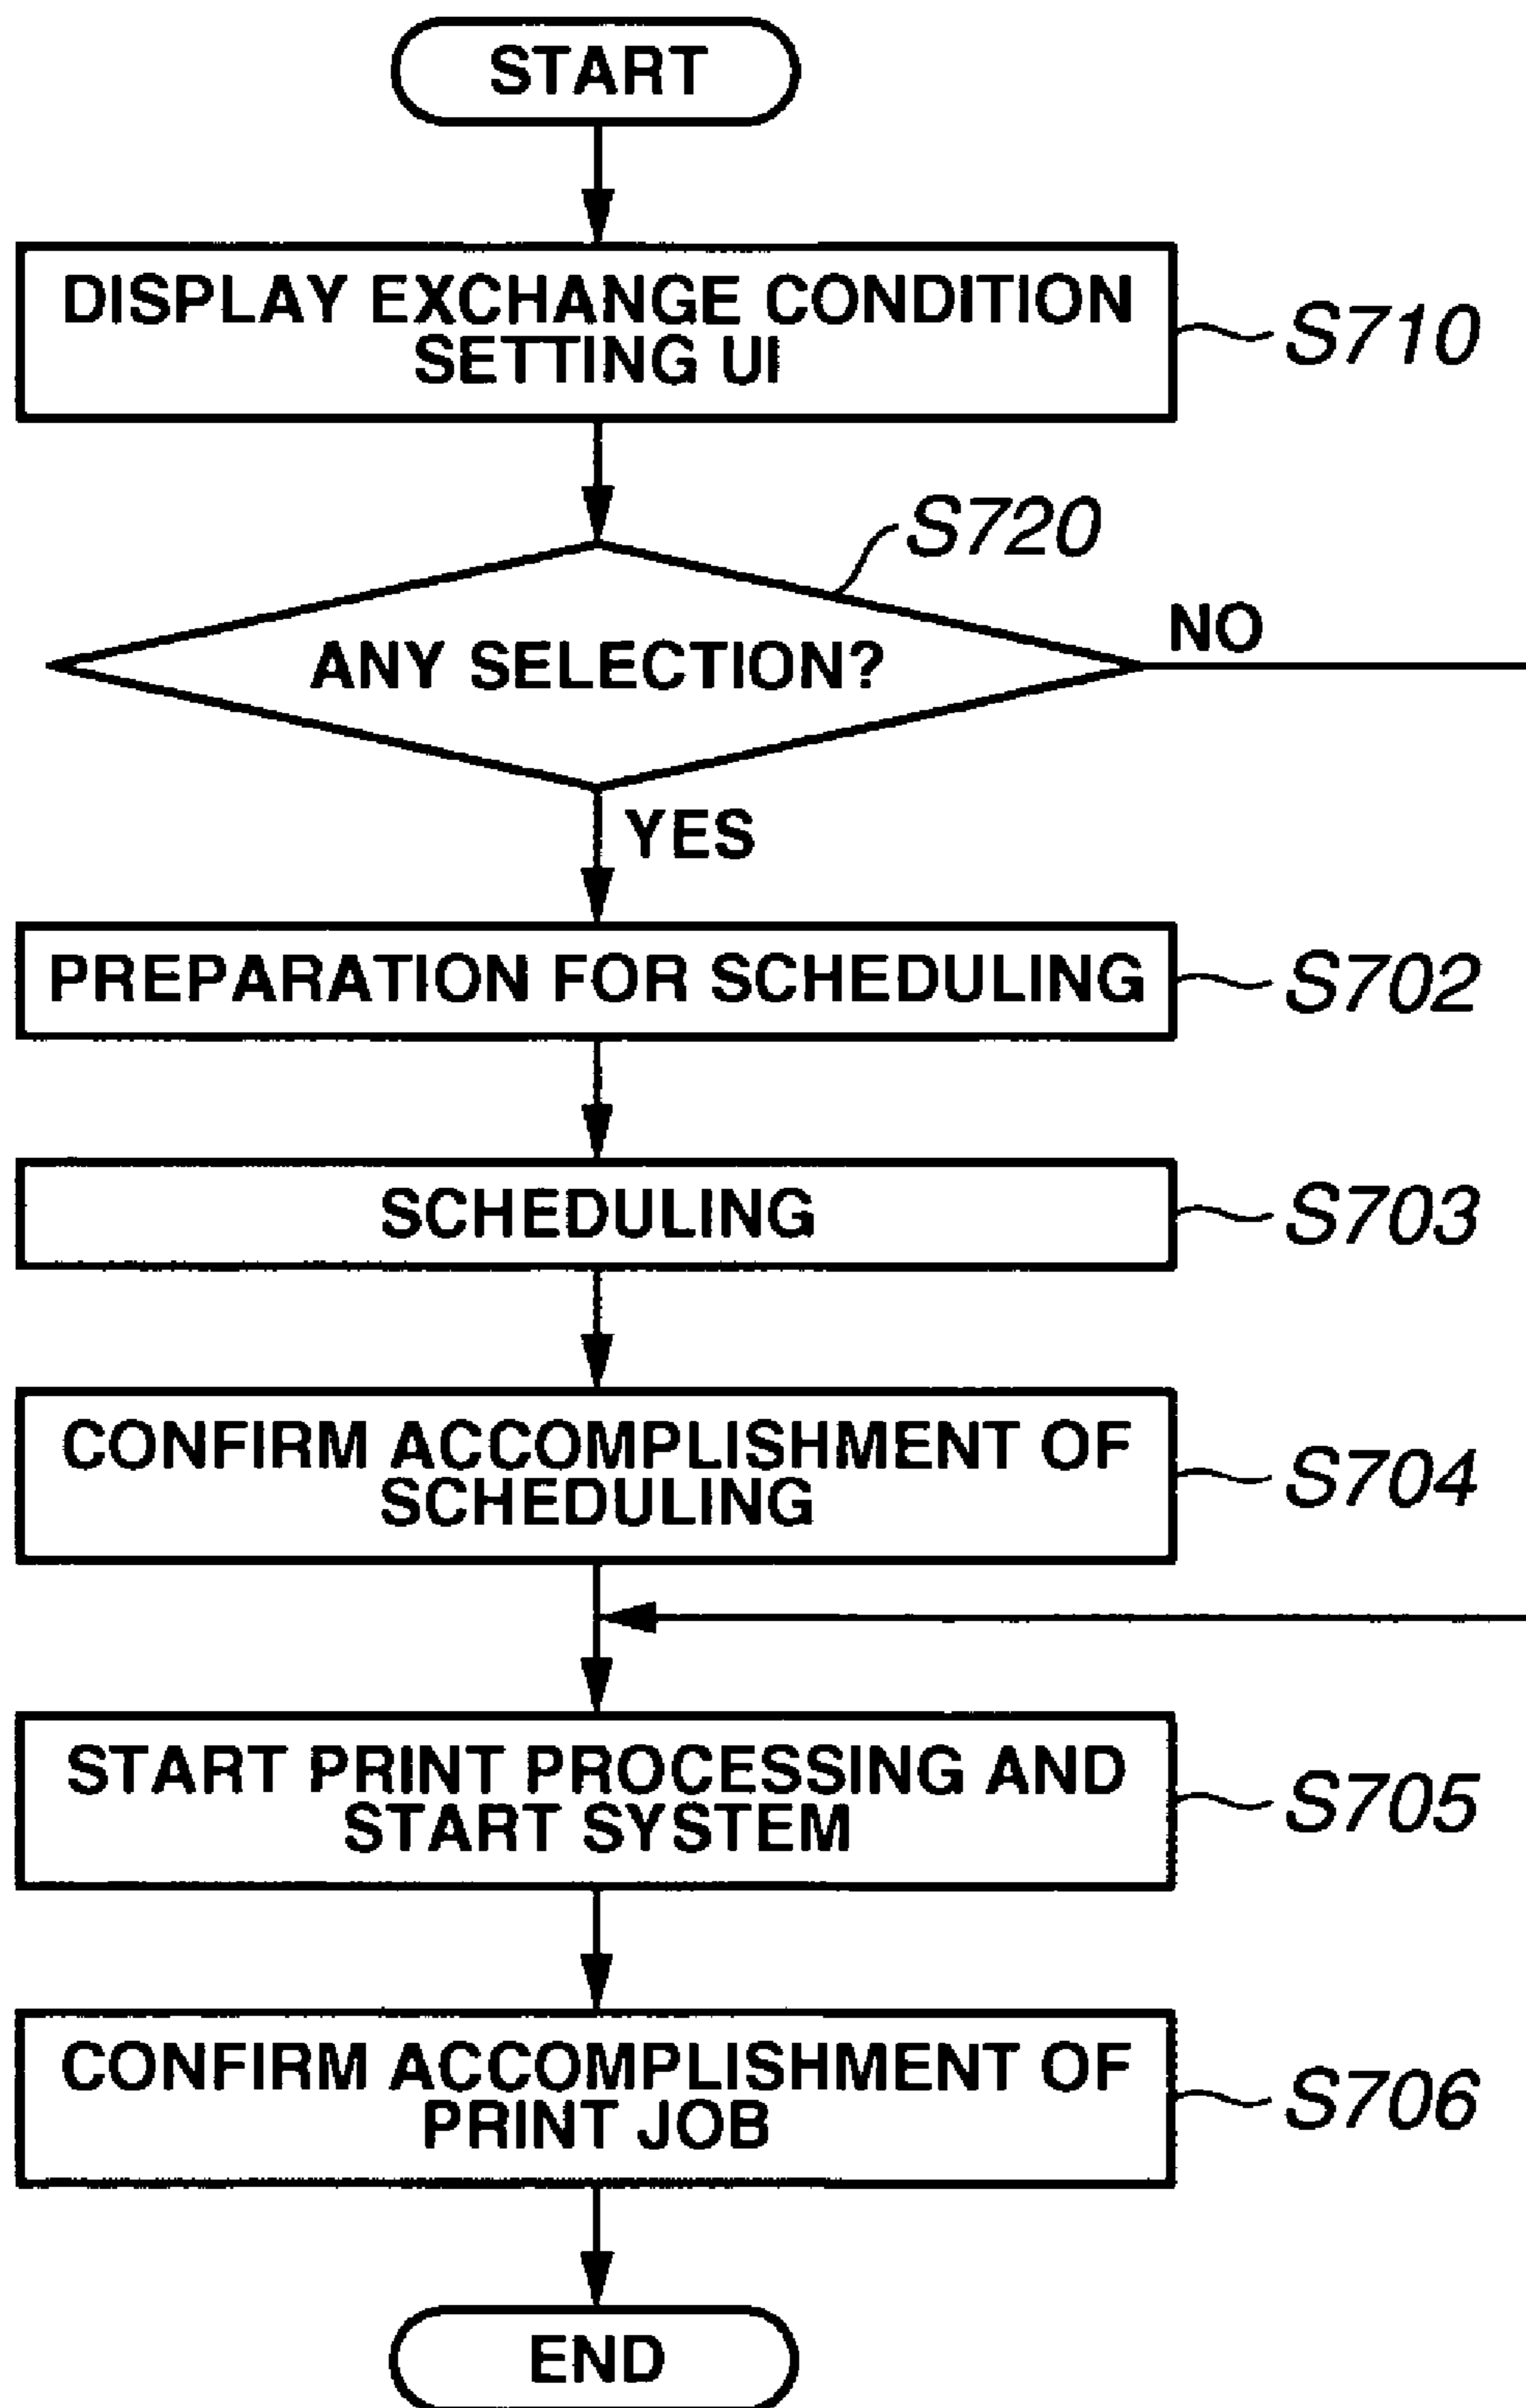 START
DISPLAY EXCHANGE CONDITION
SETTING UI
S710
S720
ANY SELECTION?
NO
YES
PREPARATION FOR SCHEDULING
S702
SCHEDULING
S703
CONFIRM ACCOMPLISHMENT OF
SCHEDULING
S704
START PRINT PROCESSING AND
START SYSTEM
S705
CONFIRM ACCOMPLISHMENT OF
PRINT JOB
S706
END